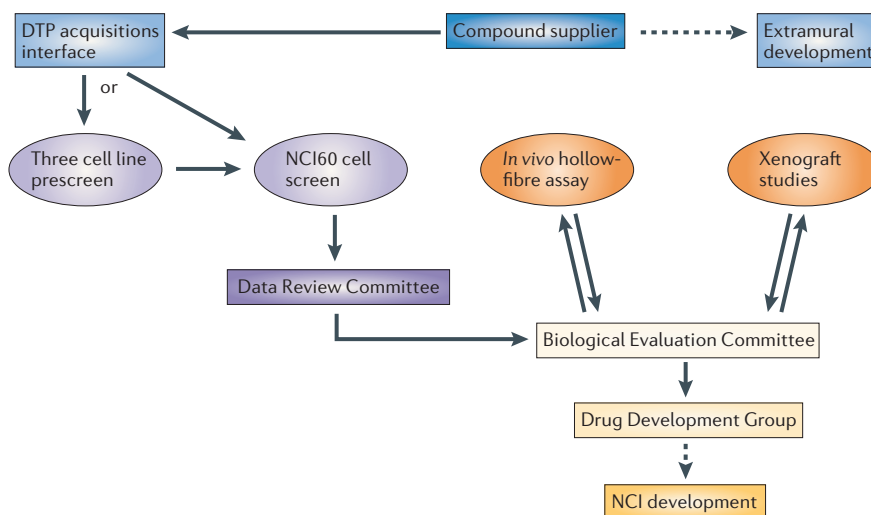 DTP acquisitions
interface
Compound supplier
Extramural
development
or
Three cell line
prescreen
NCI60 cell
screen
In vivo hollow-
fibre assay
Xenograft
studies
Data Review Committee
Biological Evaluation Committee
Drug Development Group
NCI development